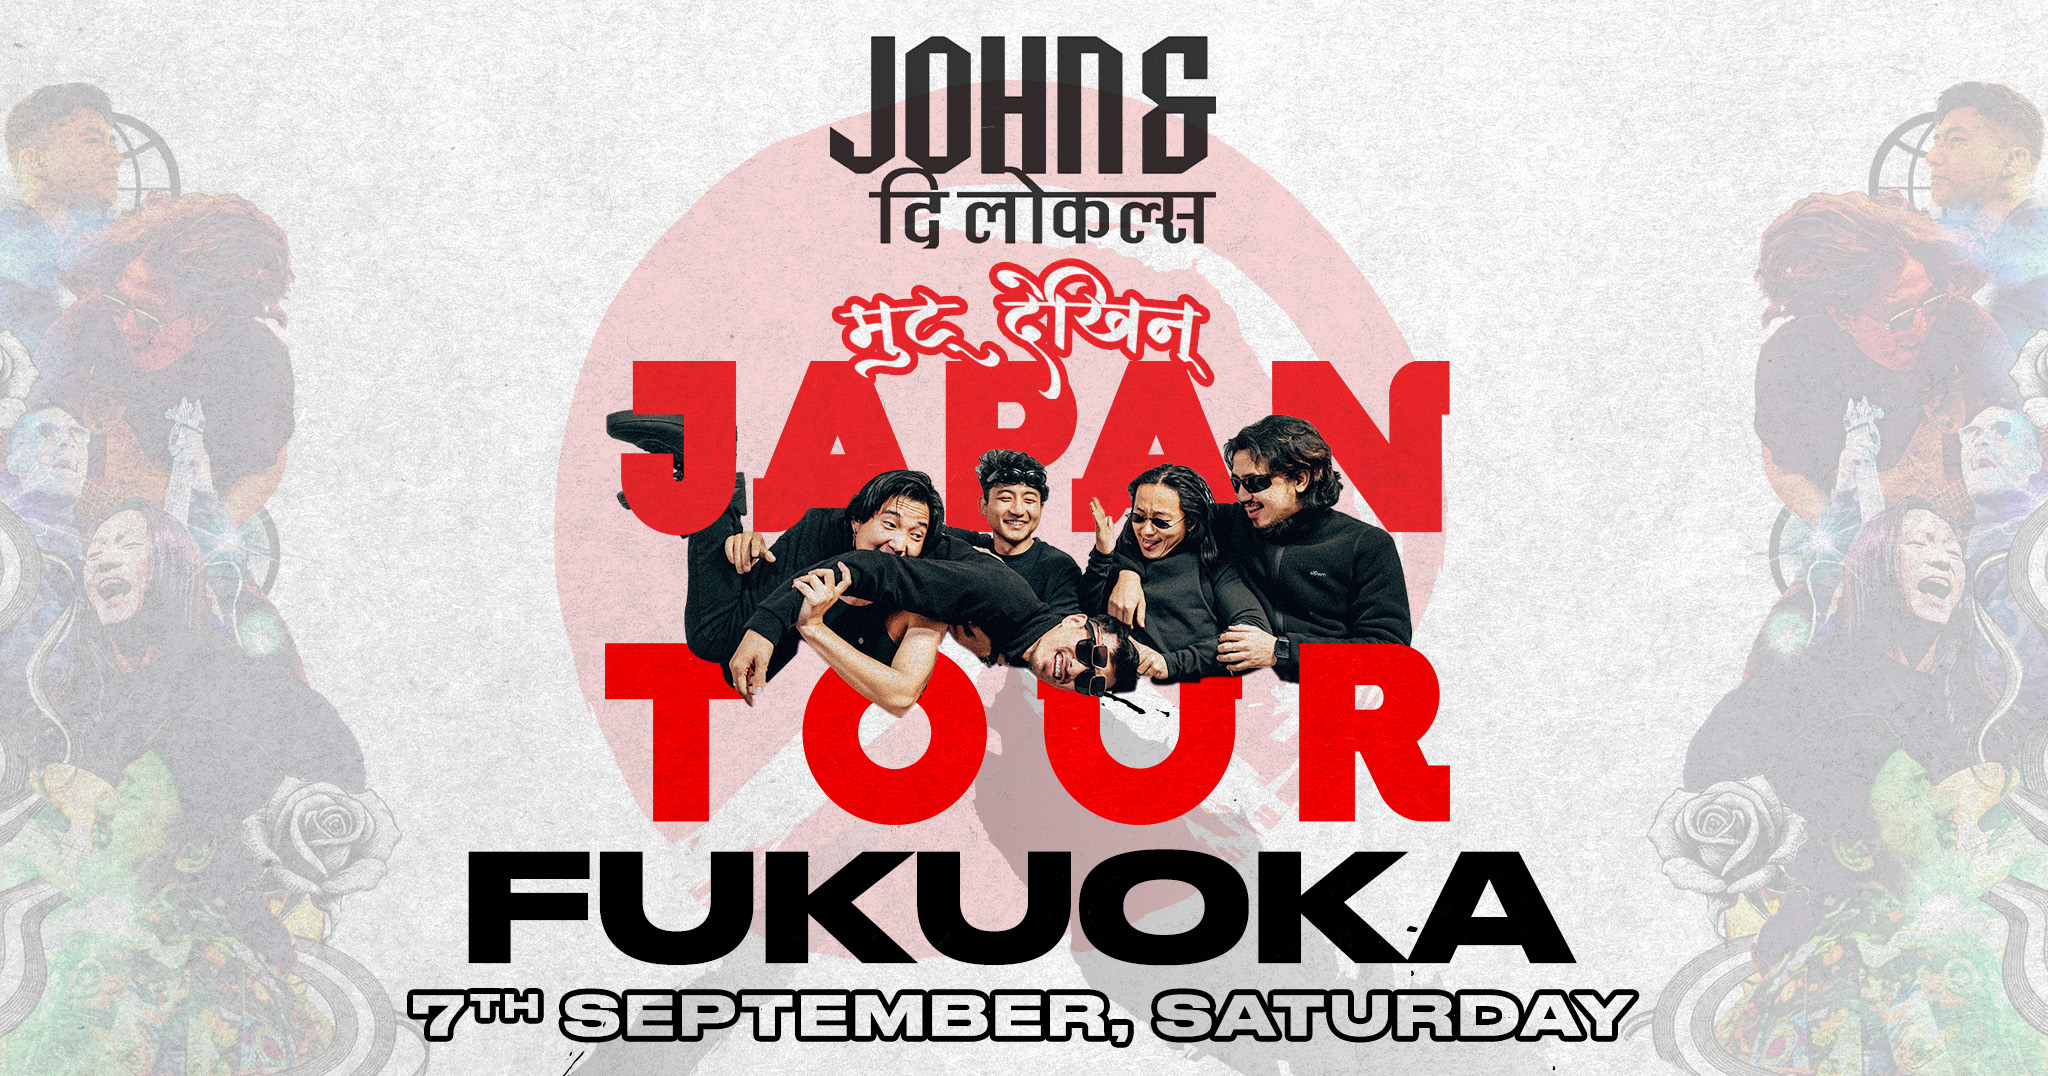 JOHN &
दि लोकल्स
मुटु देखिन्
JAPAN
TOUR
FUKUOKA
7TH SEPTEMBER, SATURDAY